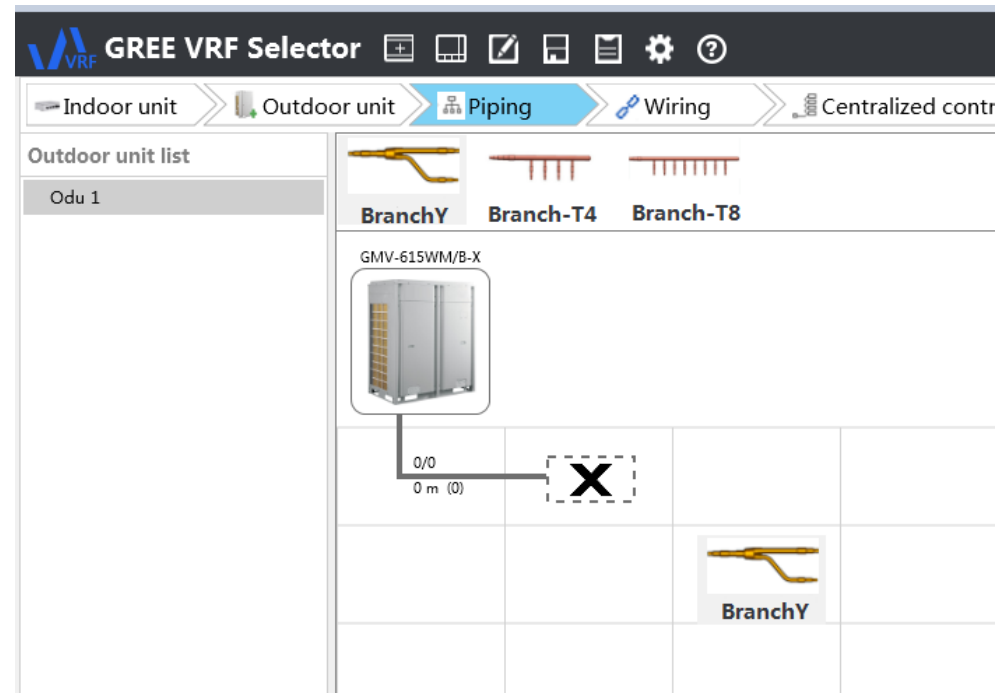 VRF GREE VRF Selector
Indoor unit Outdoor unit Piping Wiring Centralized contr
Outdoor unit list
Odu 1
BranchY Branch-T4 Branch-T8
GMV-615WM/B-X
0/0
0 m (0)
X
BranchY